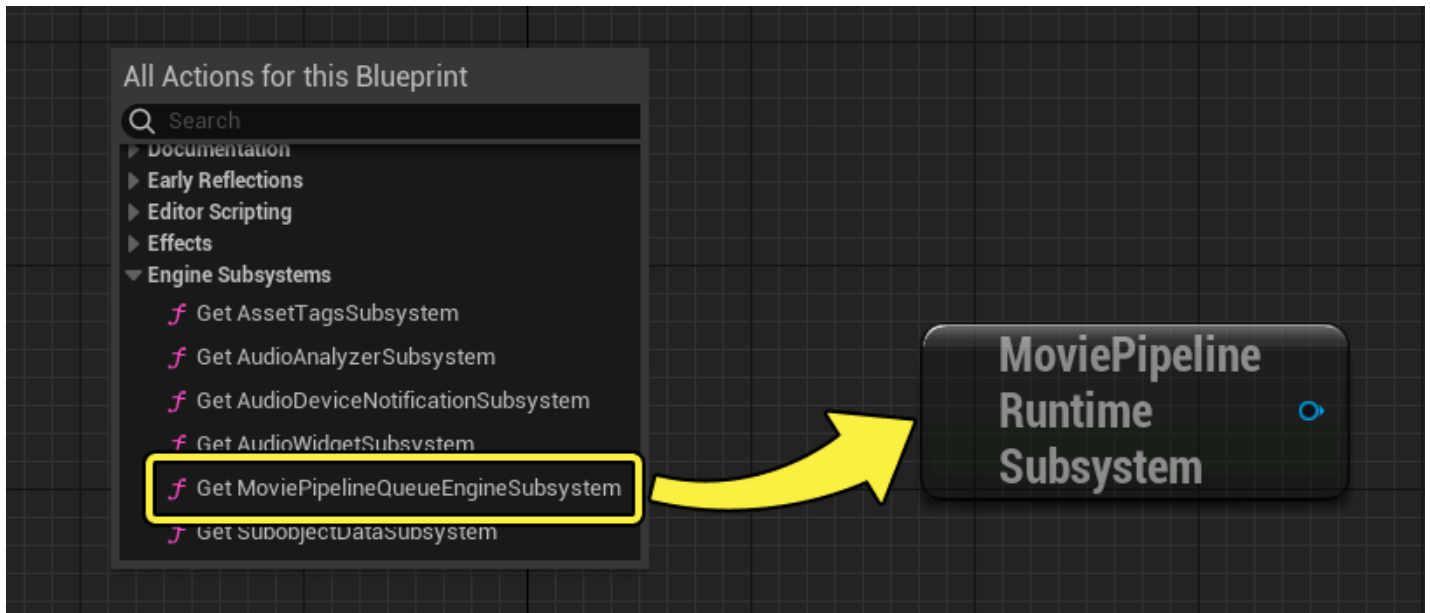 All Actions for this Blueprint
Search
Documentation
Early Reflections
Editor Scripting
Effects
Engine Subsystems
f Get AssetTagsSubsystem
f Get AudioAnalyzerSubsystem
f Get AudioDeviceNotificationSubsystem
f Get AudioWidgetSubsystem
f Get MoviePipelineQueueEngineSubsystem
f Get SubobjectDataSubsystem
MoviePipeline
Runtime
Subsystem